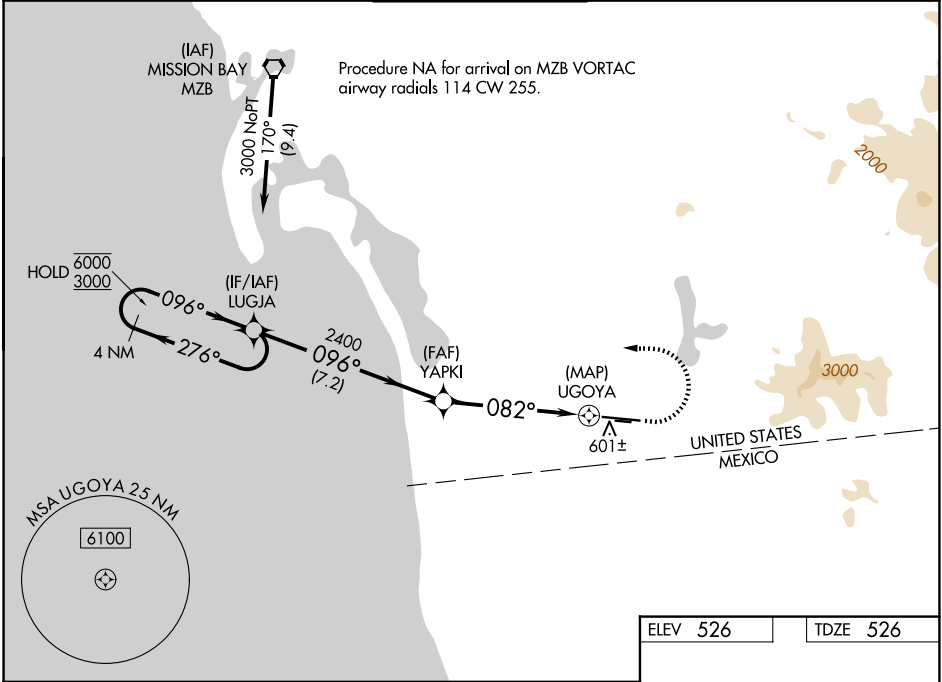 (IAF)
MISSION BAY
MZB
Procedure NA for arrival on MZB VORTAC
airway radials 114 CW 255.
3000 NoPT
170°
(9.4)
2000
HOLD
6000
3000
096°
(IF/IAF)
LUGJA
4 NM
276°
2400
096°
(7.2)
(FAF)
YAPKI
082°
(MAP)
UGOYA
601±
3000
UNITED STATES
MEXICO
MSA UGOYA 25 NM
6100
ELEV 526
TDZE 526